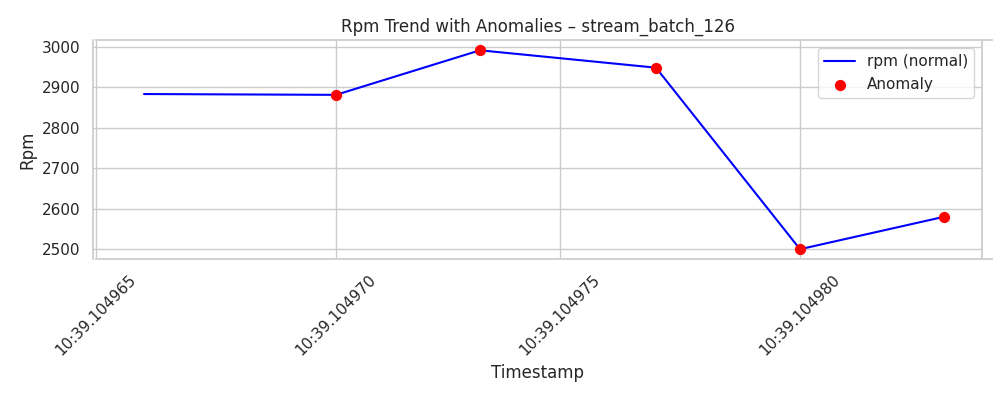 Rpm Trend with Anomalies – stream_batch_126
rpm (normal)
Anomaly
Rpm
3000
2900
2800
2700
2600
2500
10:39.104965
10:39.104970
10:39.104975
10:39.104980
Timestamp